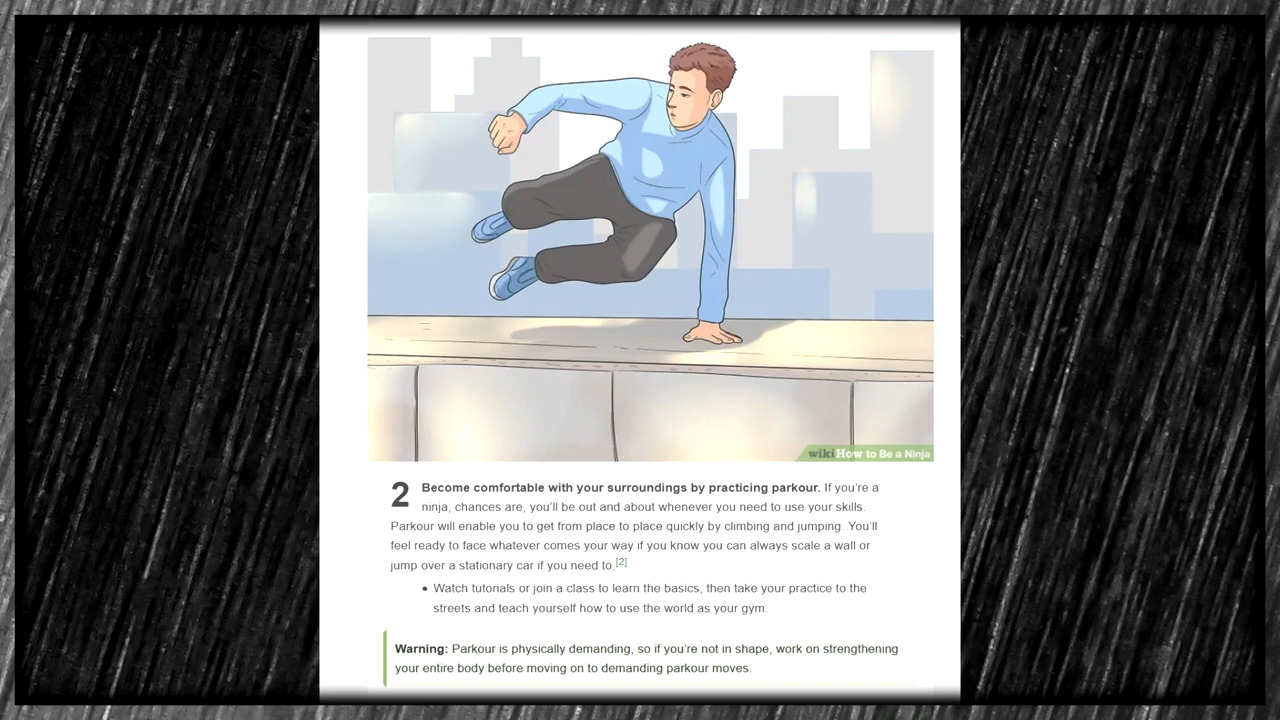 wikiHow to Be a Ninja
2 Become comfortable with your surroundings by practicing parkour. If you're a
ninja, chances are, you'll be out and about whenever you need to use your skills.
Parkour will enable you to get from place to place quickly by climbing and jumping. You'll
feel ready to face whatever comes your way if you know you can always scale a wall or
jump over a stationary car if you need to.[2]
• Watch tutorials or join a class to learn the basics, then take your practice to the
streets and teach yourself how to use the world as your gym.
Warning: Parkour is physically demanding, so if you're not in shape, work on strengthening
your entire body before moving on to demanding parkour moves.